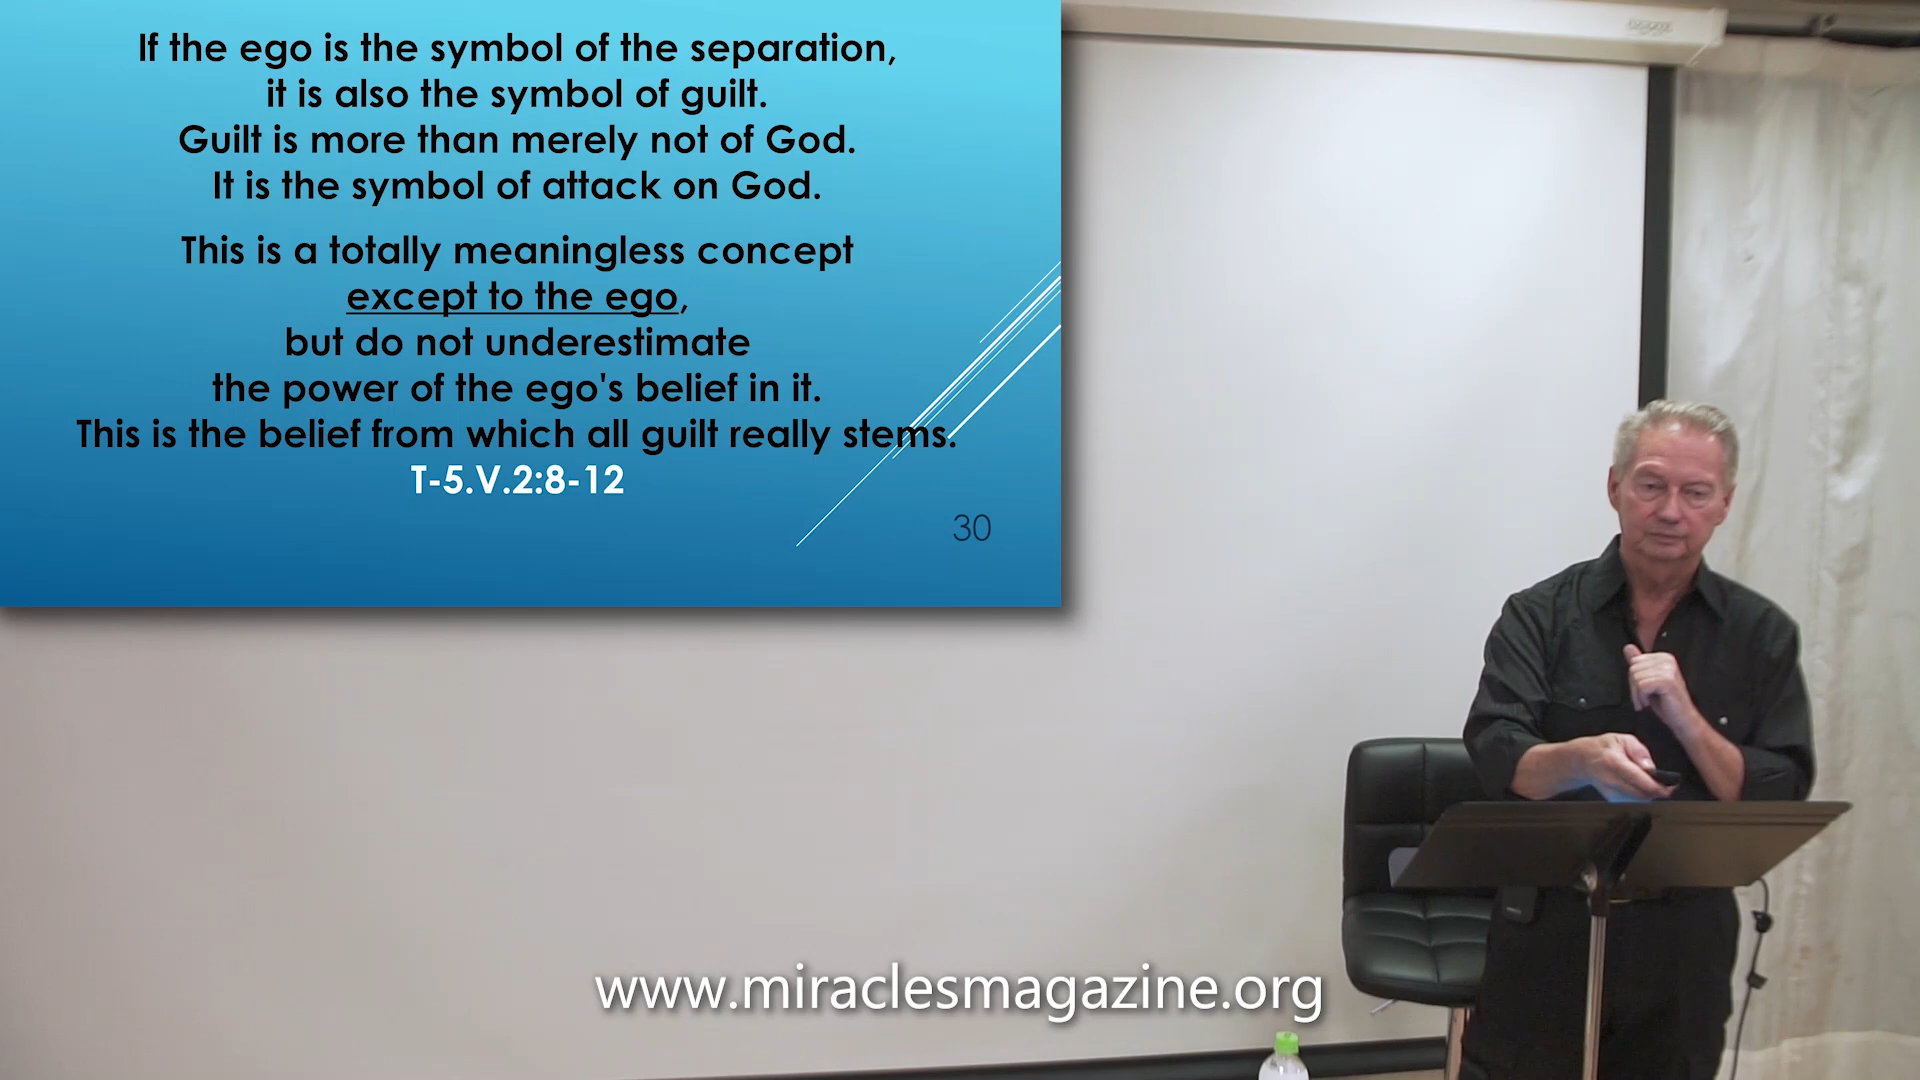 If the ego is the symbol of the separation,
it is also the symbol of guilt.
Guilt is more than merely not of God.
It is the symbol of attack on God.
This is a totally meaningless concept
except to the ego,
but do not underestimate
the power of the ego's belief in it.
This is the belief from which all guilt really stems.
T-5.V.2:8-12
30
www.miraclesmagazine.org